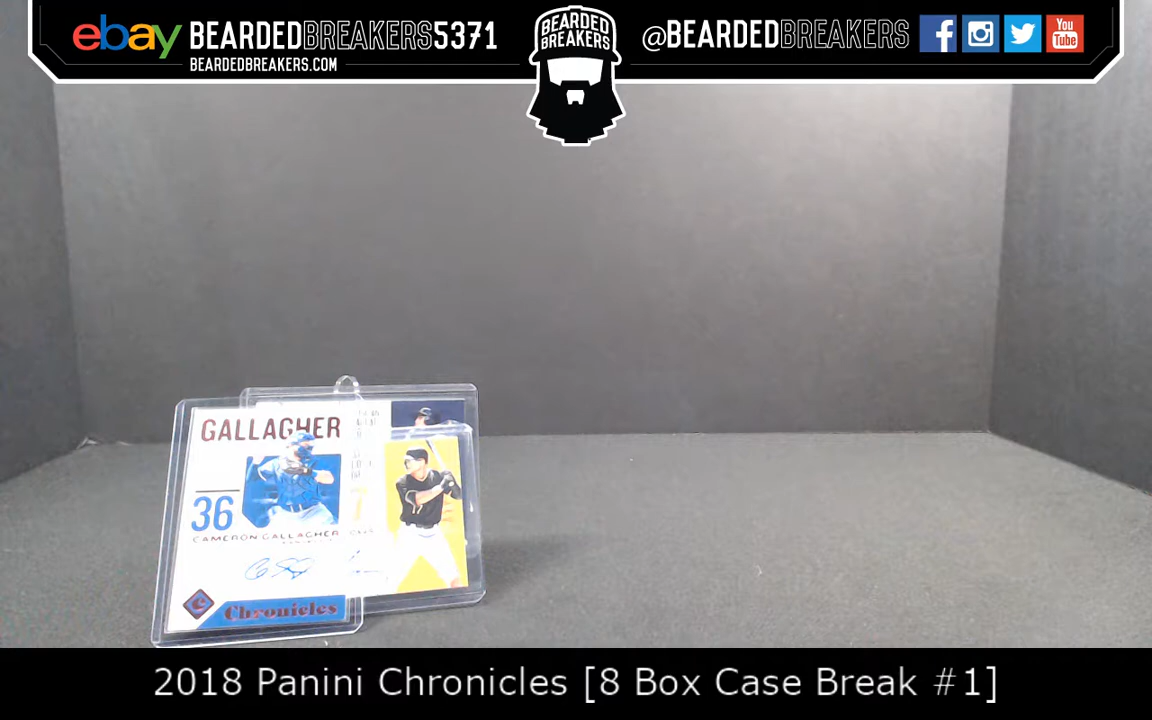 ebay BEARDEDBREAKERS5371
BEARDEDBREAKERS.COM
BEARDED
BREAKERS
@BEARDEDBREAKERS
You
Tube
GALLAGHER
36
CAMERON GALLAGHER
Chronicles
2018 Panini Chronicles [8 Box Case Break #1]